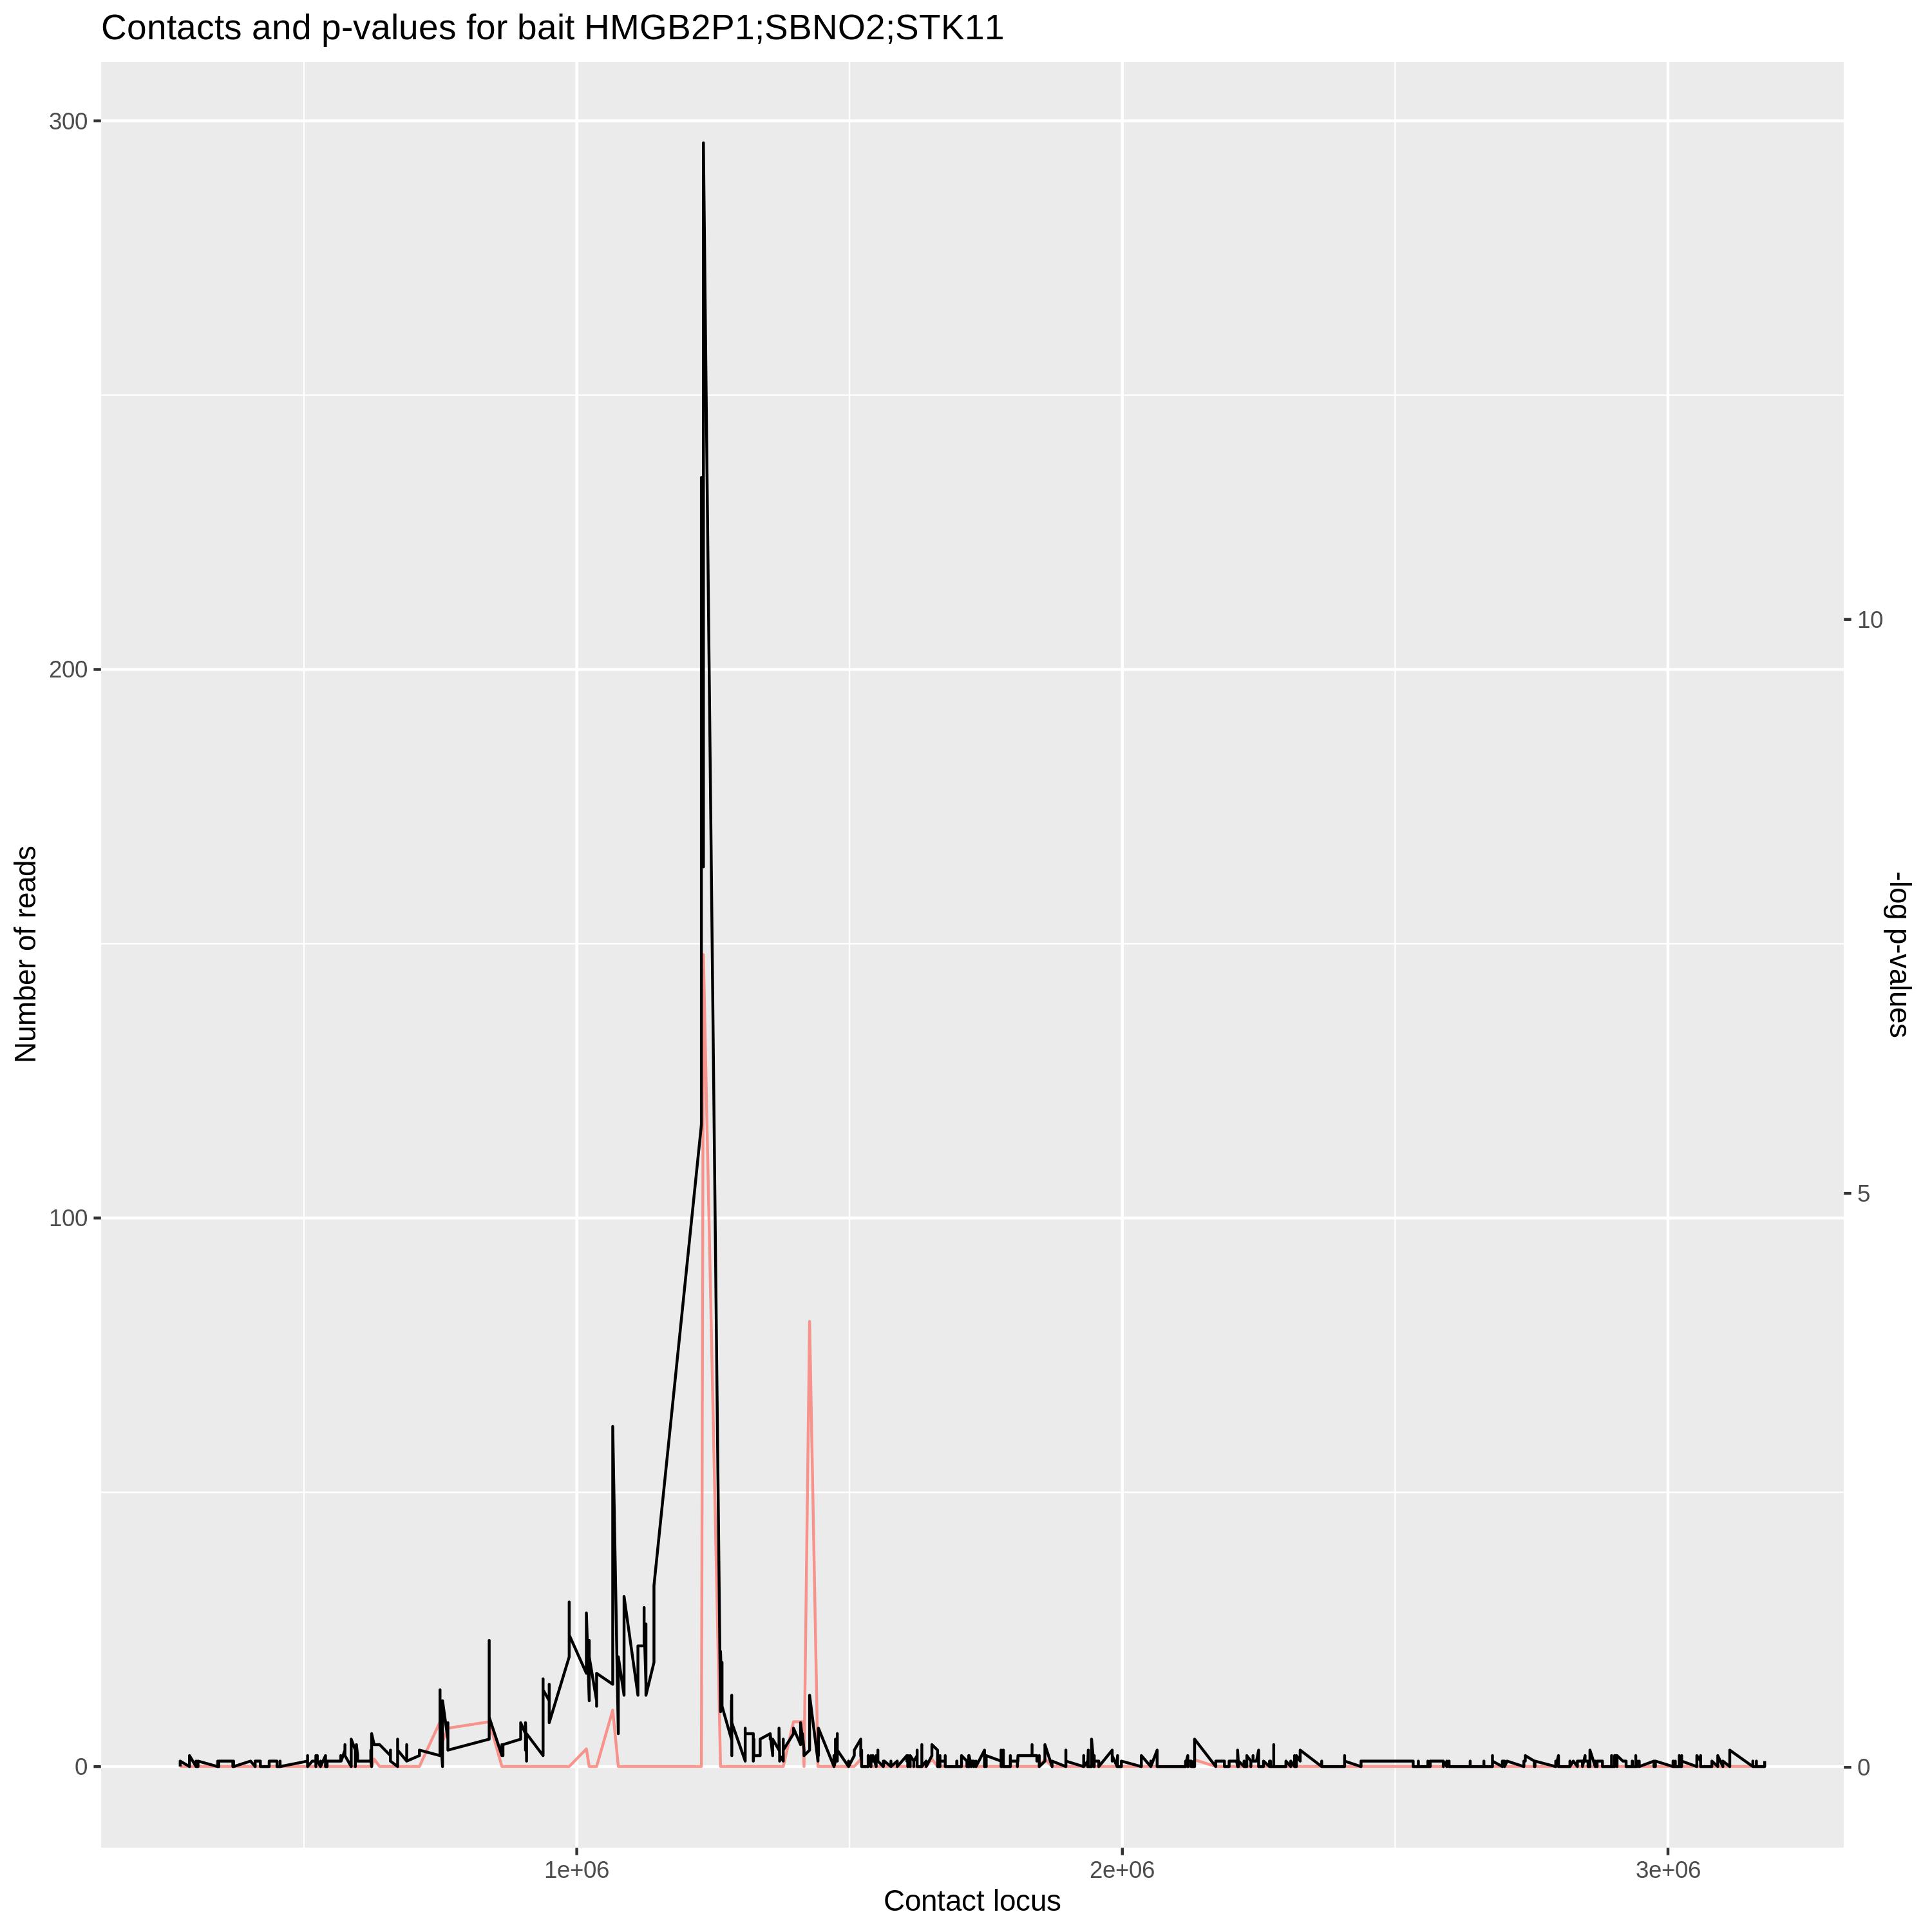 Contacts and p-values for bait HMGB2P1;SBNO2;STK11
300
200
100
0
Number of reads
10
5
0
-log p-values
1e+06
2e+06
3e+06
Contact locus